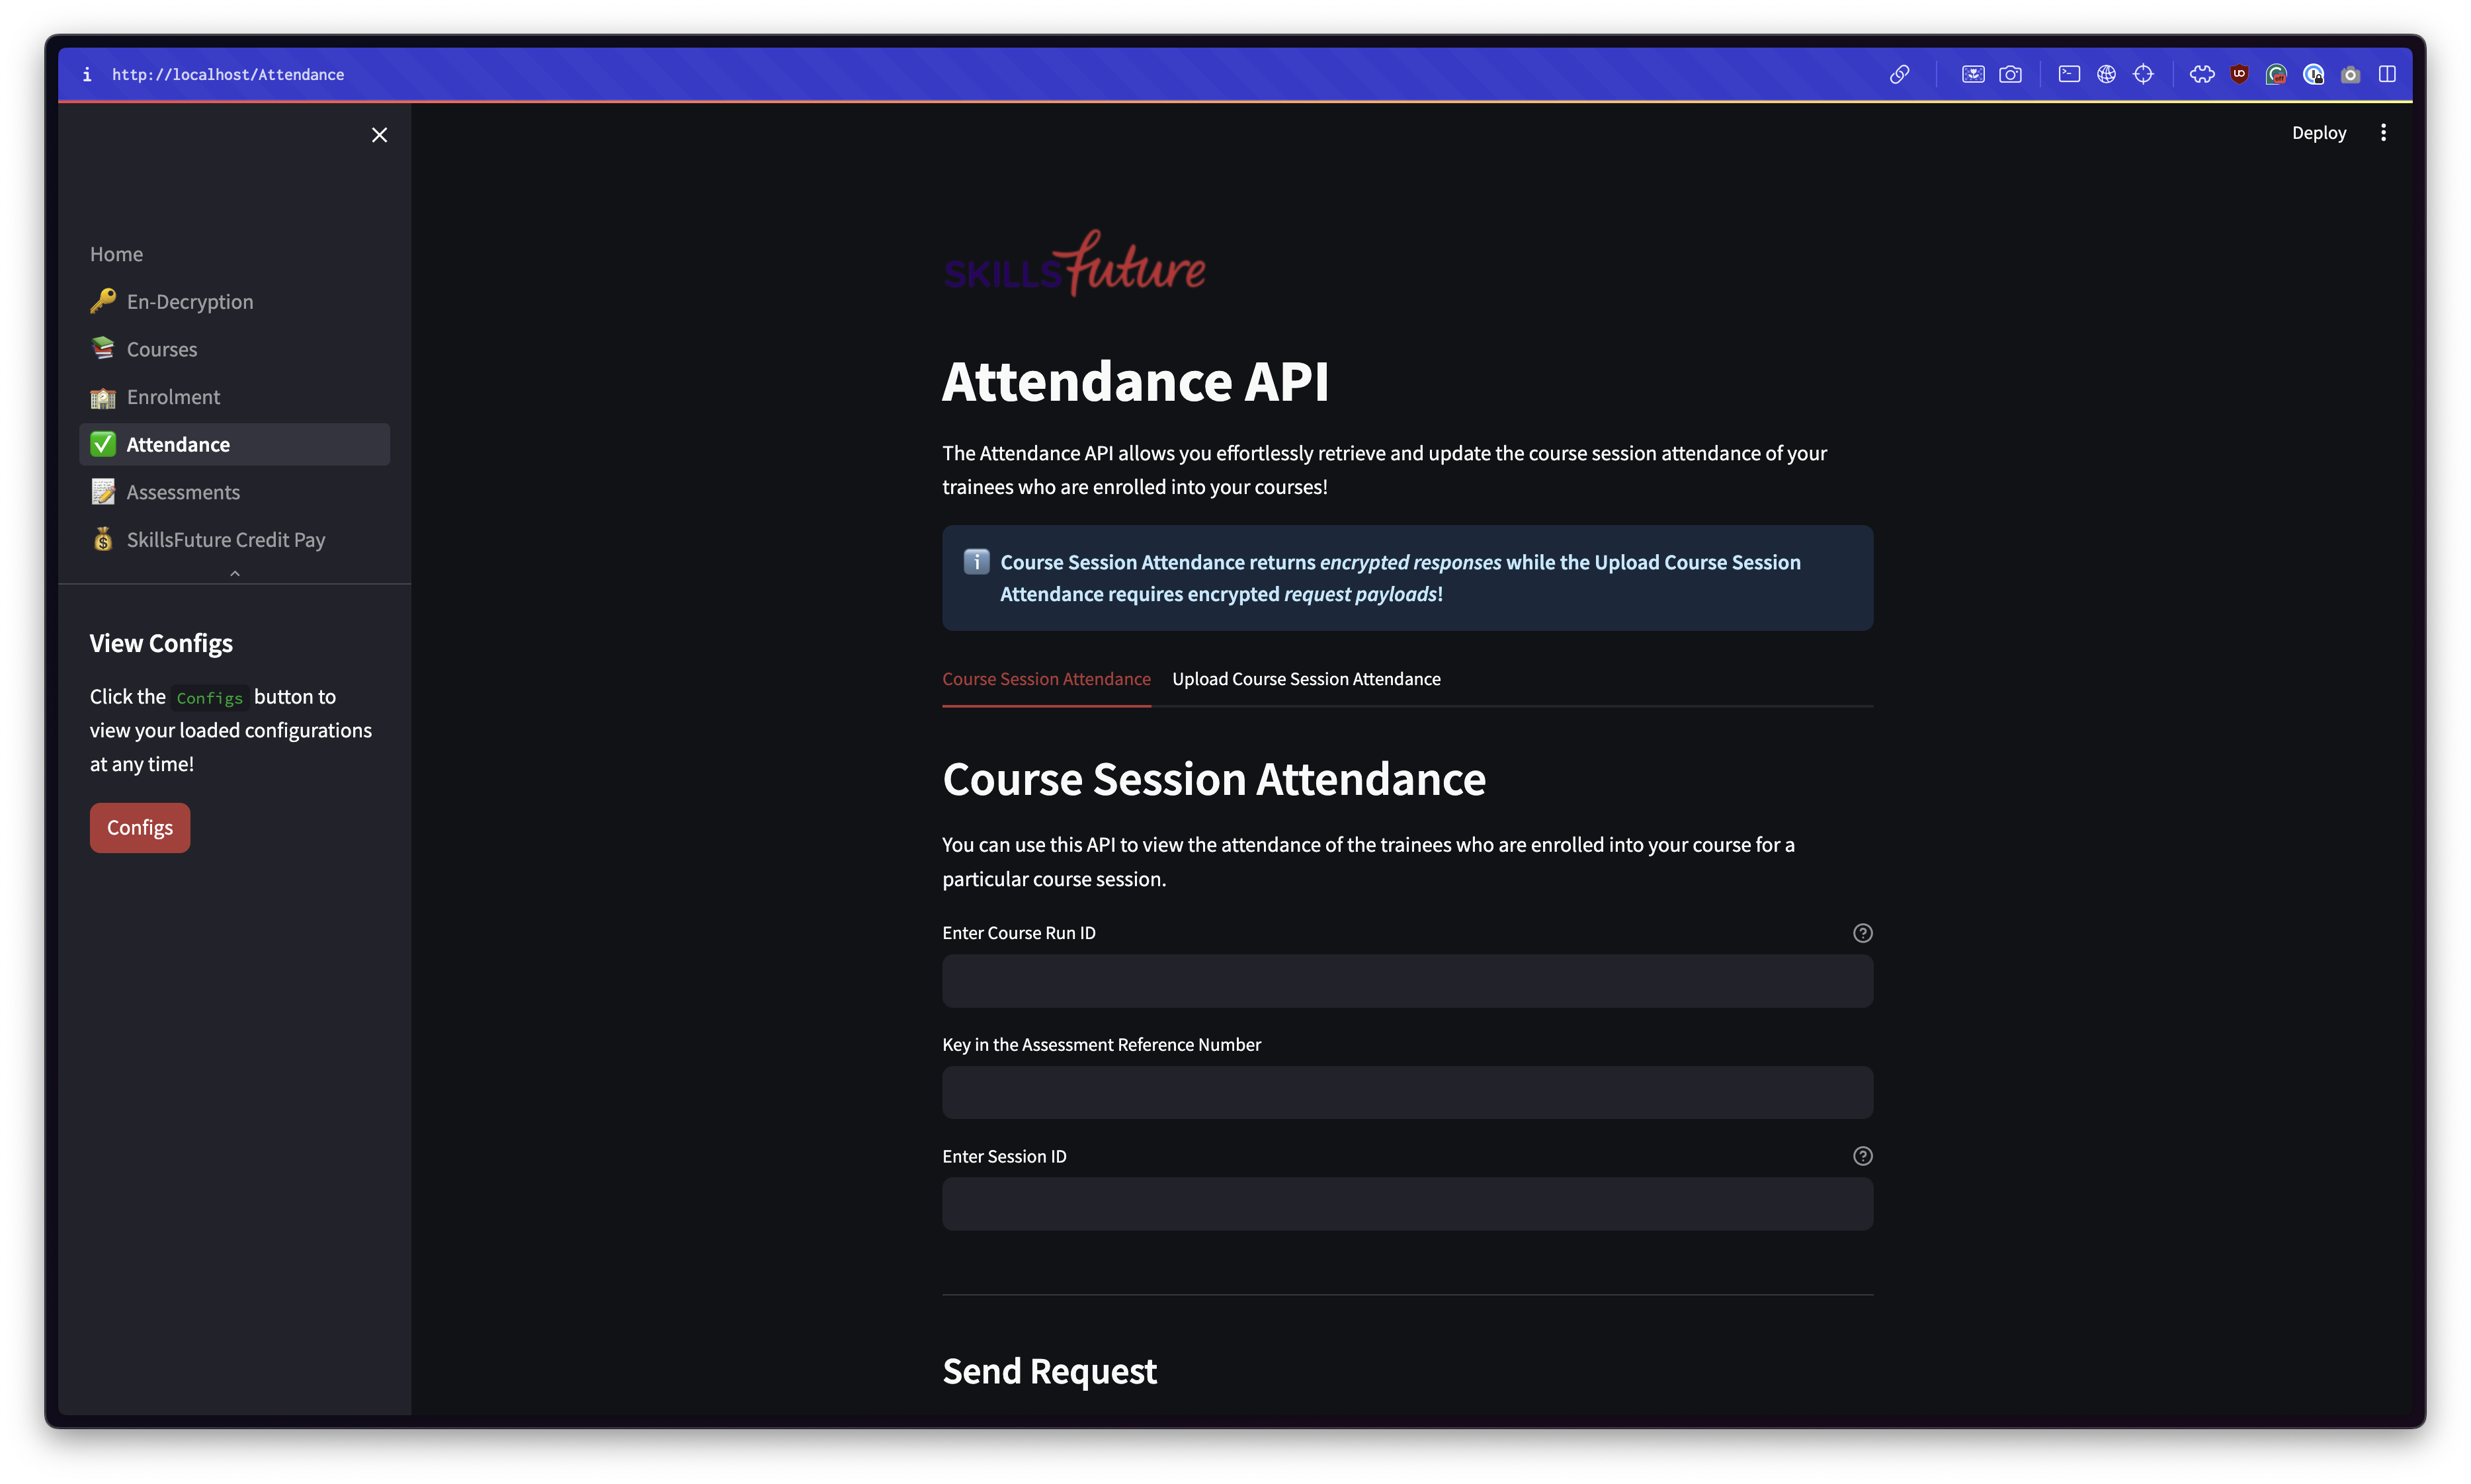 http://localhost/Attendance
Deploy
Home
En-Decryption
Courses
Enrolment
Attendance
Assessments
SkillsFuture Credit Pay
View Configs
Click the Configs button to
view your loaded configurations
at any time!
Configs
SKILLSfuture
Attendance API
The Attendance API allows you effortlessly retrieve and update the course session attendance of your
trainees who are enrolled into your courses!
Course Session Attendance returns encrypted responses while the Upload Course Session
Attendance requires encrypted request payloads!
Course Session Attendance Upload Course Session Attendance
Course Session Attendance
You can use this API to view the attendance of the trainees who are enrolled into your course for a
particular course session.
Enter Course Run ID
Key in the Assessment Reference Number
Enter Session ID
Send Request